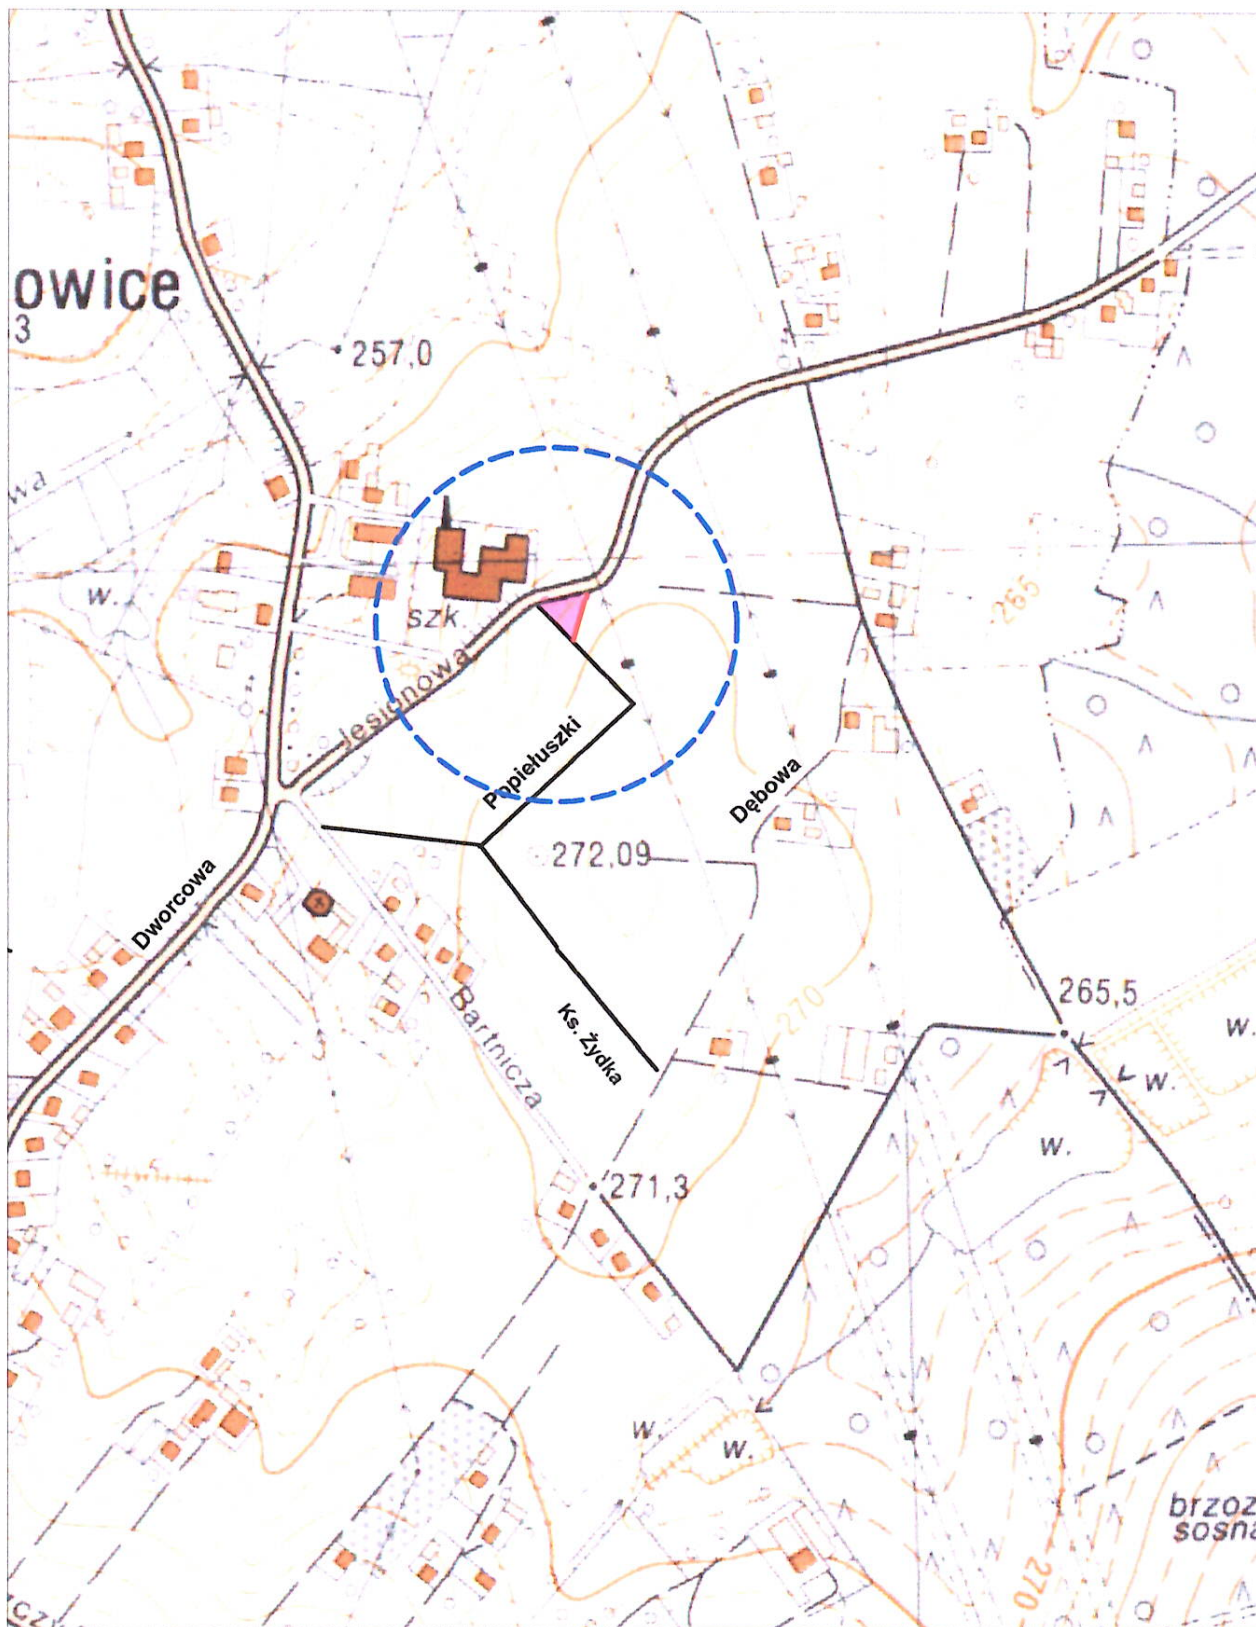 owice
3
257,0
wa
w.
szk.
Jesionowa
265
Popiełuszki
Dębowa
272,09
Dworcowa
265,5
270
w.
Bartnicza
Ks. Żydka
w.
w.
271,3
w.
w.
brzoz
sosna
270